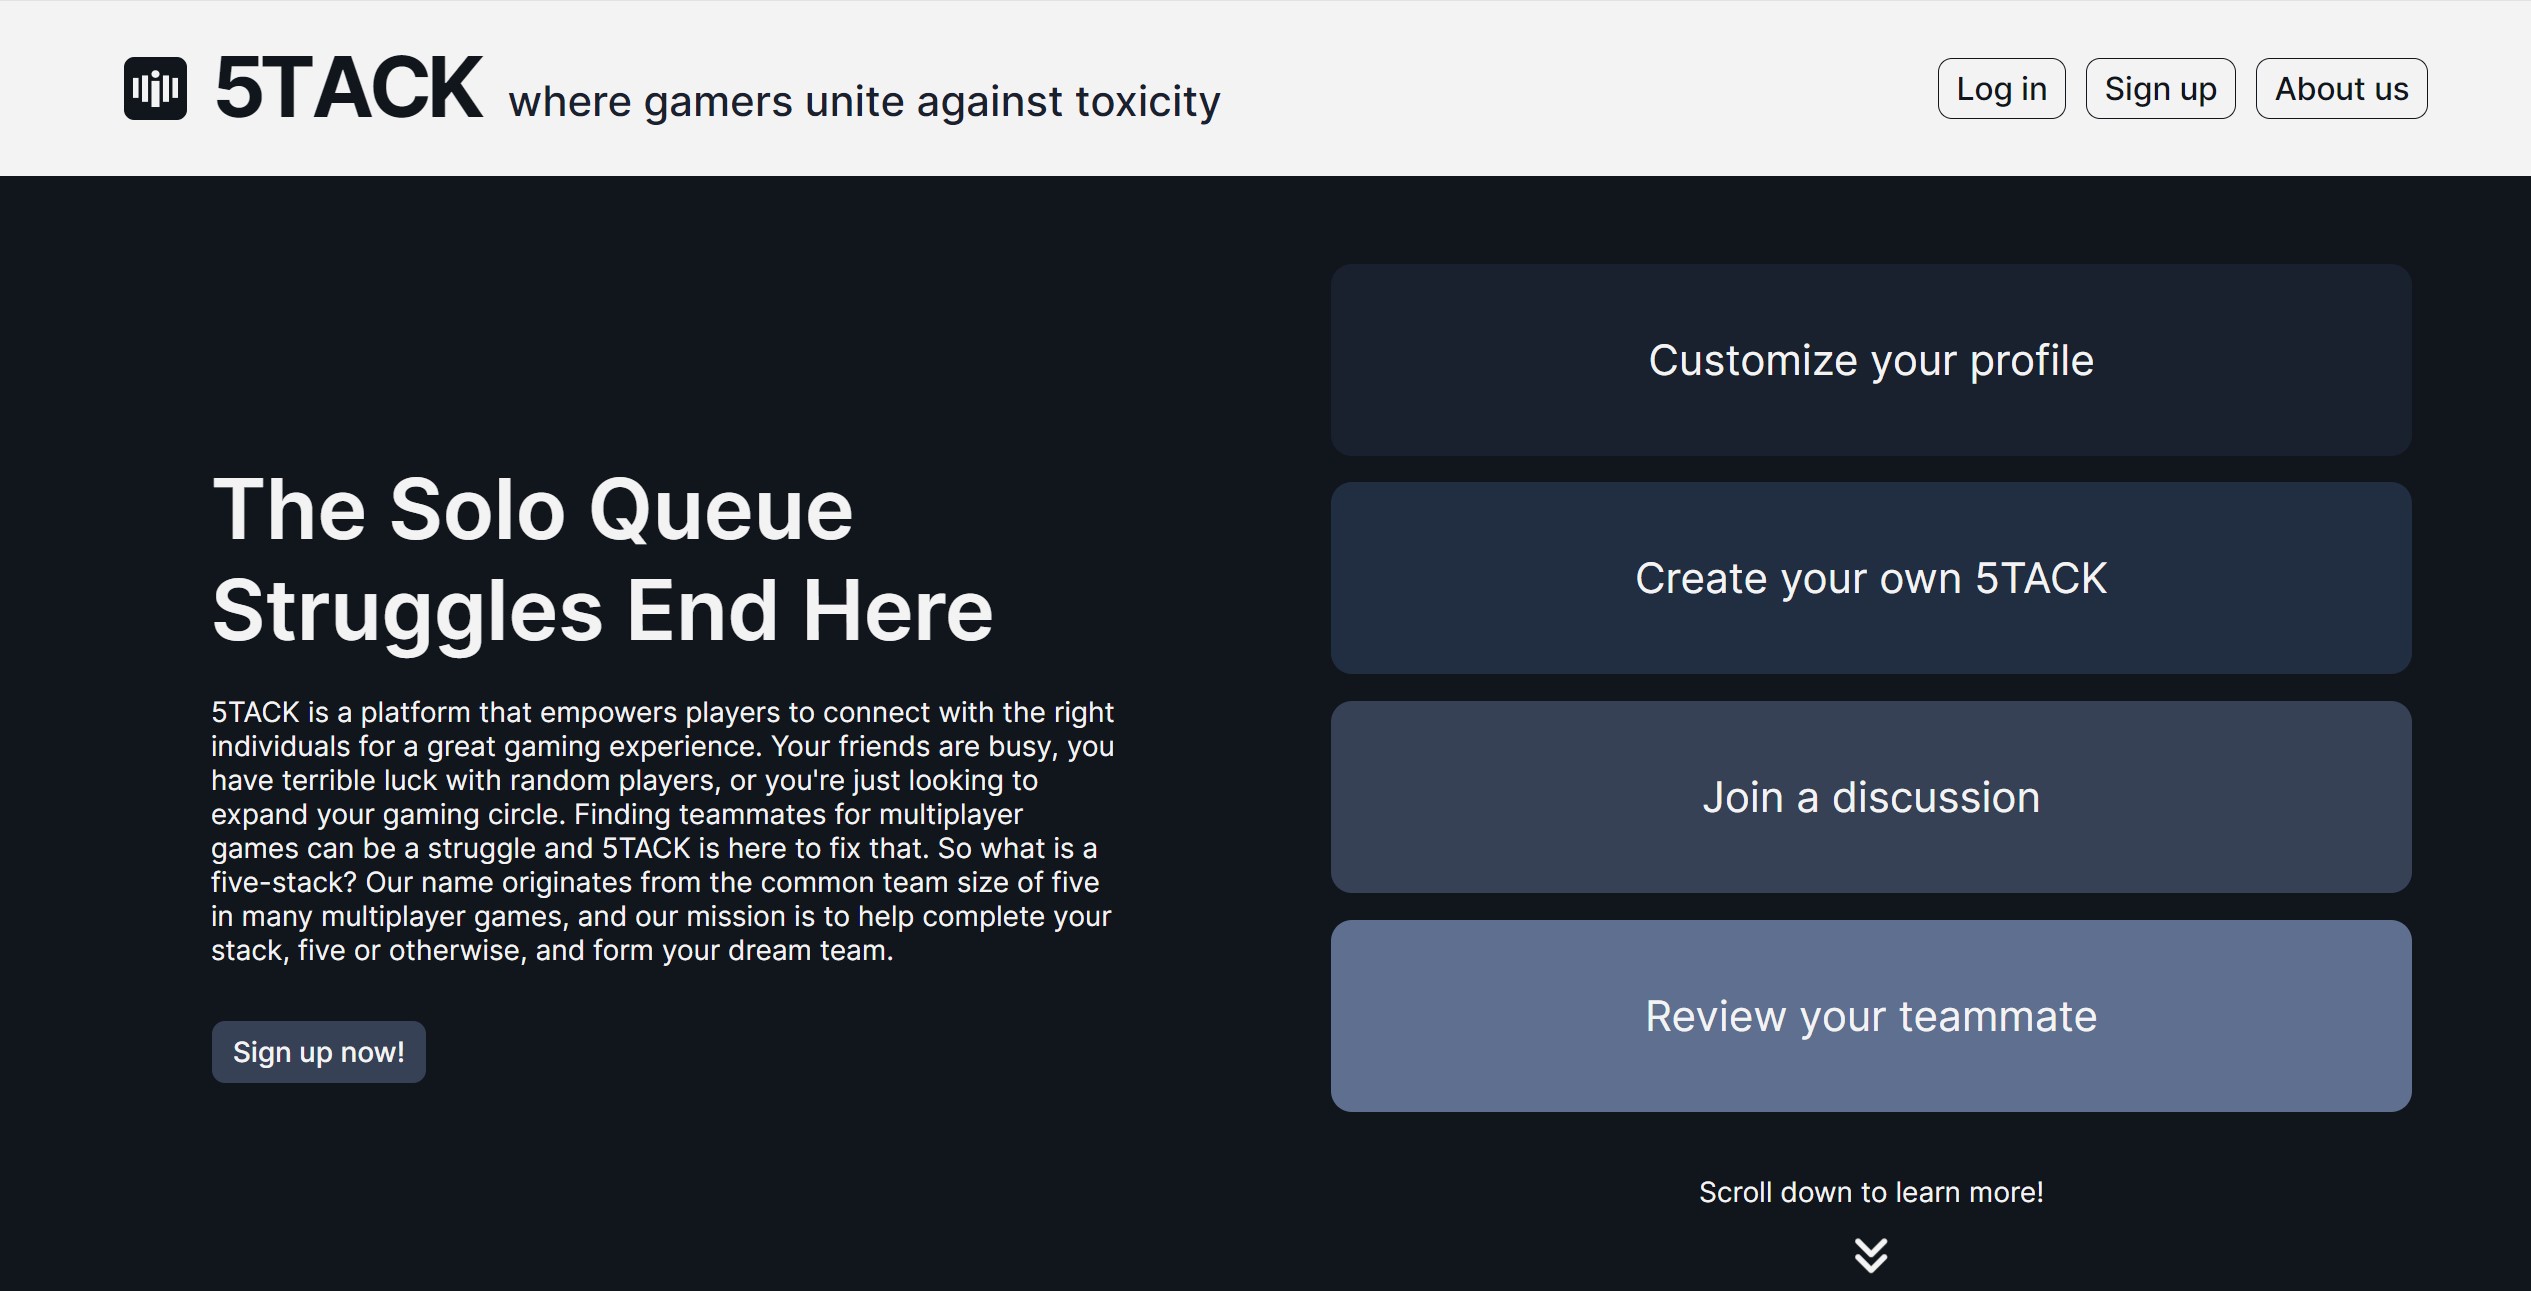 5TACK where gamers unite against toxicity
Log in
Sign up
About us
The Solo Queue
Struggles End Here
5TACK is a platform that empowers players to connect with the right
individuals for a great gaming experience. Your friends are busy, you
have terrible luck with random players, or you're just looking to
expand your gaming circle. Finding teammates for multiplayer
games can be a struggle and 5TACK is here to fix that. So what is a
five-stack? Our name originates from the common team size of five
in many multiplayer games, and our mission is to help complete your
stack, five or otherwise, and form your dream team.
Sign up now!
Customize your profile
Create your own 5TACK
Join a discussion
Review your teammate
Scroll down to learn more!